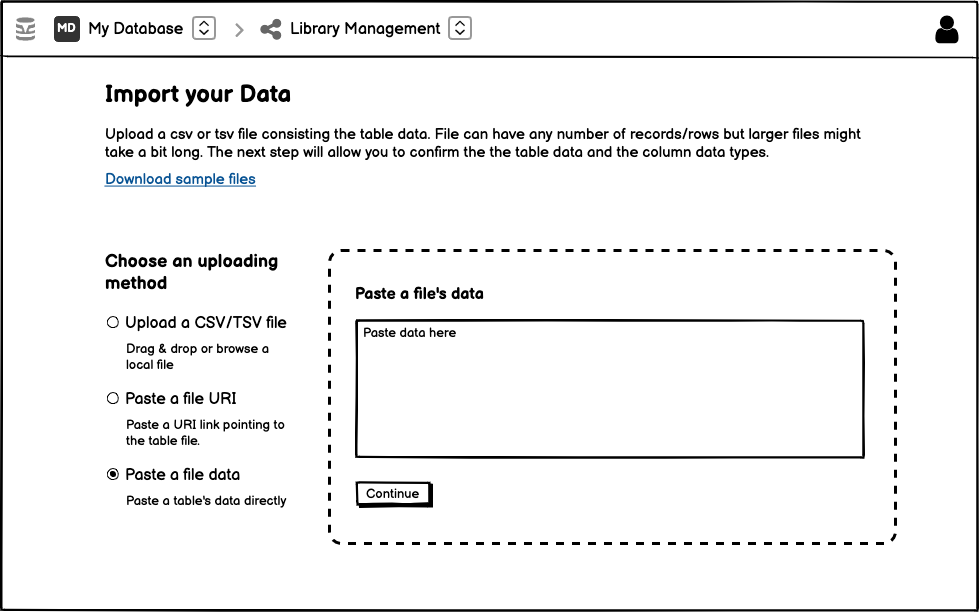 MD My Database Library Management
Import your Data
Upload a csv or tsv file consisting the table data. File can have any number of records/rows but larger files might
take a bit long. The next step will allow you to confirm the the table data and the column data types.
Download sample files
Choose an uploading
method
Upload a CSV/TSV file
Drag & drop or browse a
local file
Paste a file URI
Paste a URI link pointing to
the table file.
Paste a file data
Paste a table's data directly
Paste a file's data
Paste data here
Continue